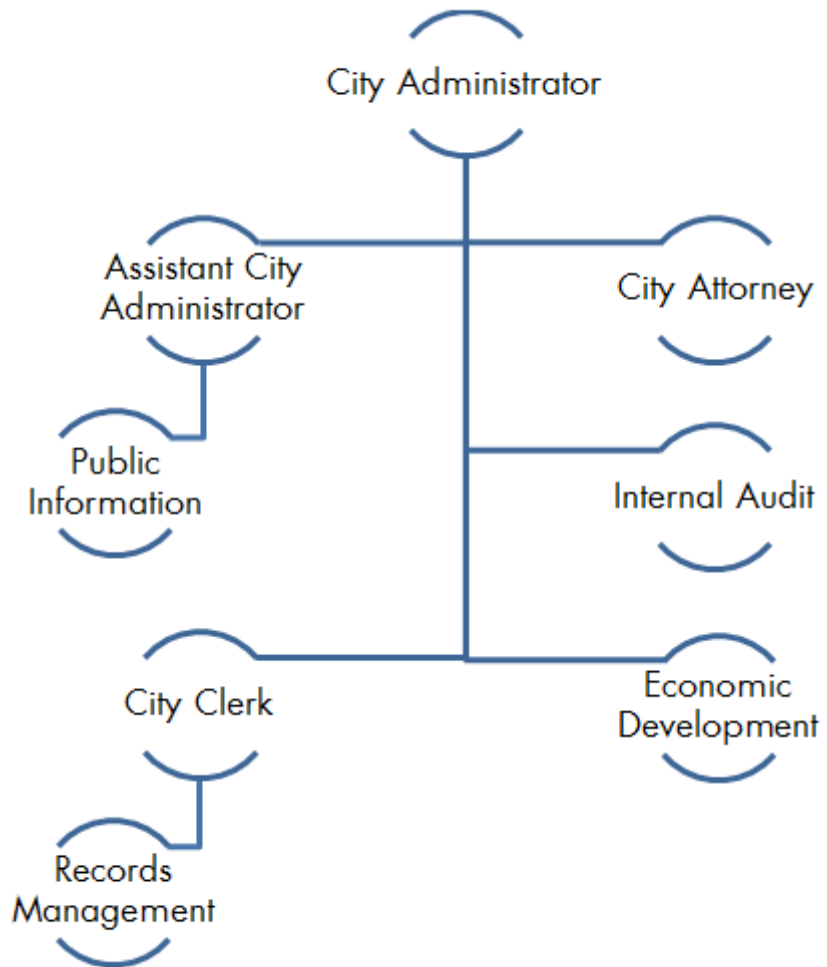 City Administrator
Assistant City
Administrator
City Attorney
Public
Information
Internal Audit
City Clerk
Economic
Development
Records
Management